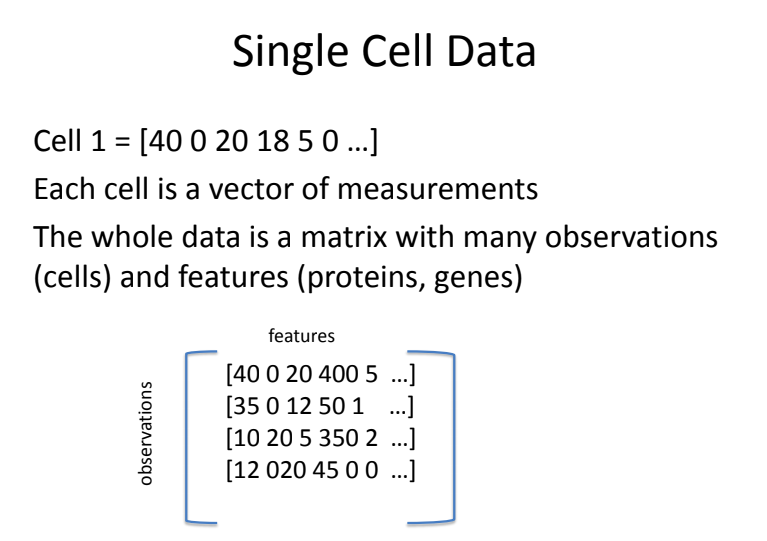 Single Cell Data
Cell 1 = [40 0 20 18 5 0 …]
Each cell is a vector of measurements
The whole data is a matrix with many observations
(cells) and features (proteins, genes)
features
observations
[40 0 20 400 5 …]
[35 0 12 50 1 …]
[10 20 5 350 2 …]
[12 020 45 0 0 …]